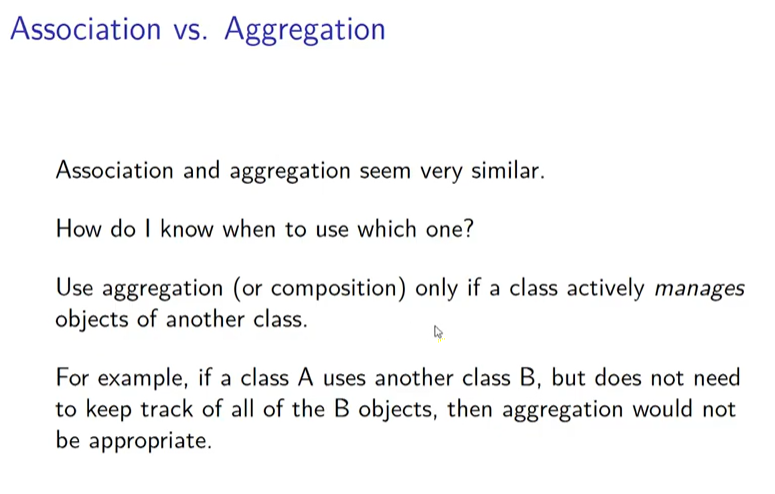 Association vs. Aggregation
Association and aggregation seem very similar.
How do I know when to use which one?
Use aggregation (or composition) only if a class actively manages
objects of another class.
For example, if a class A uses another class B, but does not need
to keep track of all of the B objects, then aggregation would not
be appropriate.